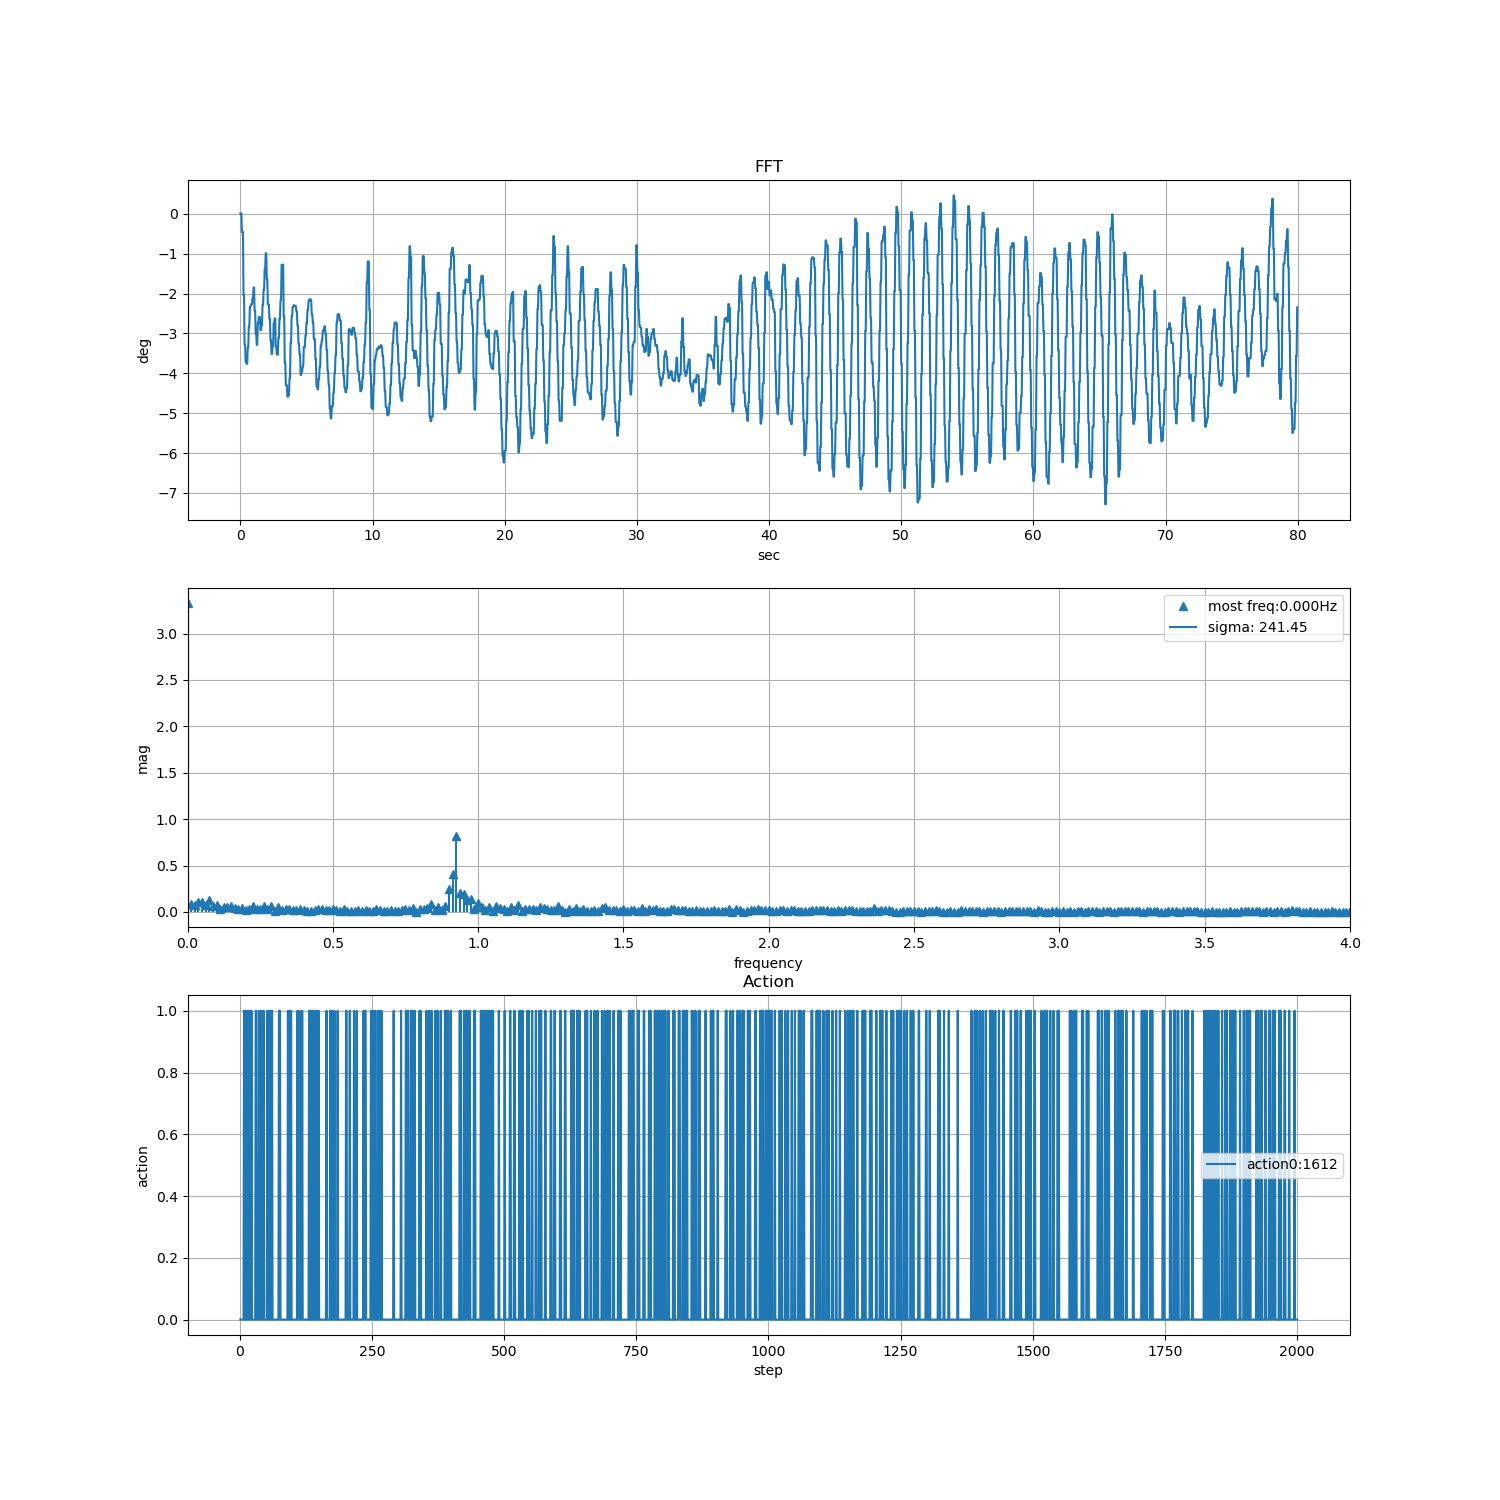 FFT
0
−1
−2
−3
−4
−5
−6
−7
deg
0 10 20 30 40 50 60 70 80
sec
most freq:0.000Hz
sigma: 241.45
3.0
2.5
2.0
1.5
1.0
0.5
0.0
mag
0.0 0.5 1.0 1.5 2.0 2.5 3.0 3.5 4.0
frequency
Action
1.0
0.8
0.6
0.4
0.2
0.0
action
action0:1612
0 250 500 750 1000 1250 1500 1750 2000
step